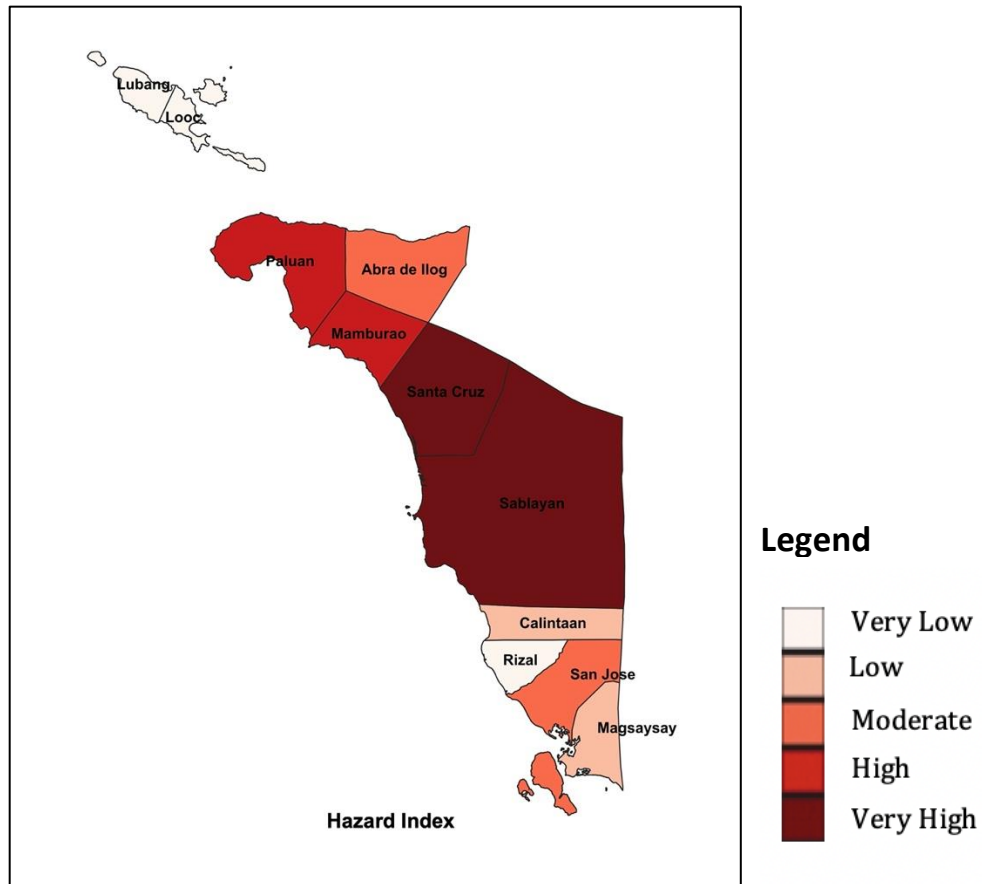 Lubang
Looc
Paluan
Abra de Ilog
Mamburao
Santa Cruz
Sablayan
Calintaan
Rizal
San Jose
Magsaysay
Hazard Index
Legend
Very Low
Low
Moderate
High
Very High